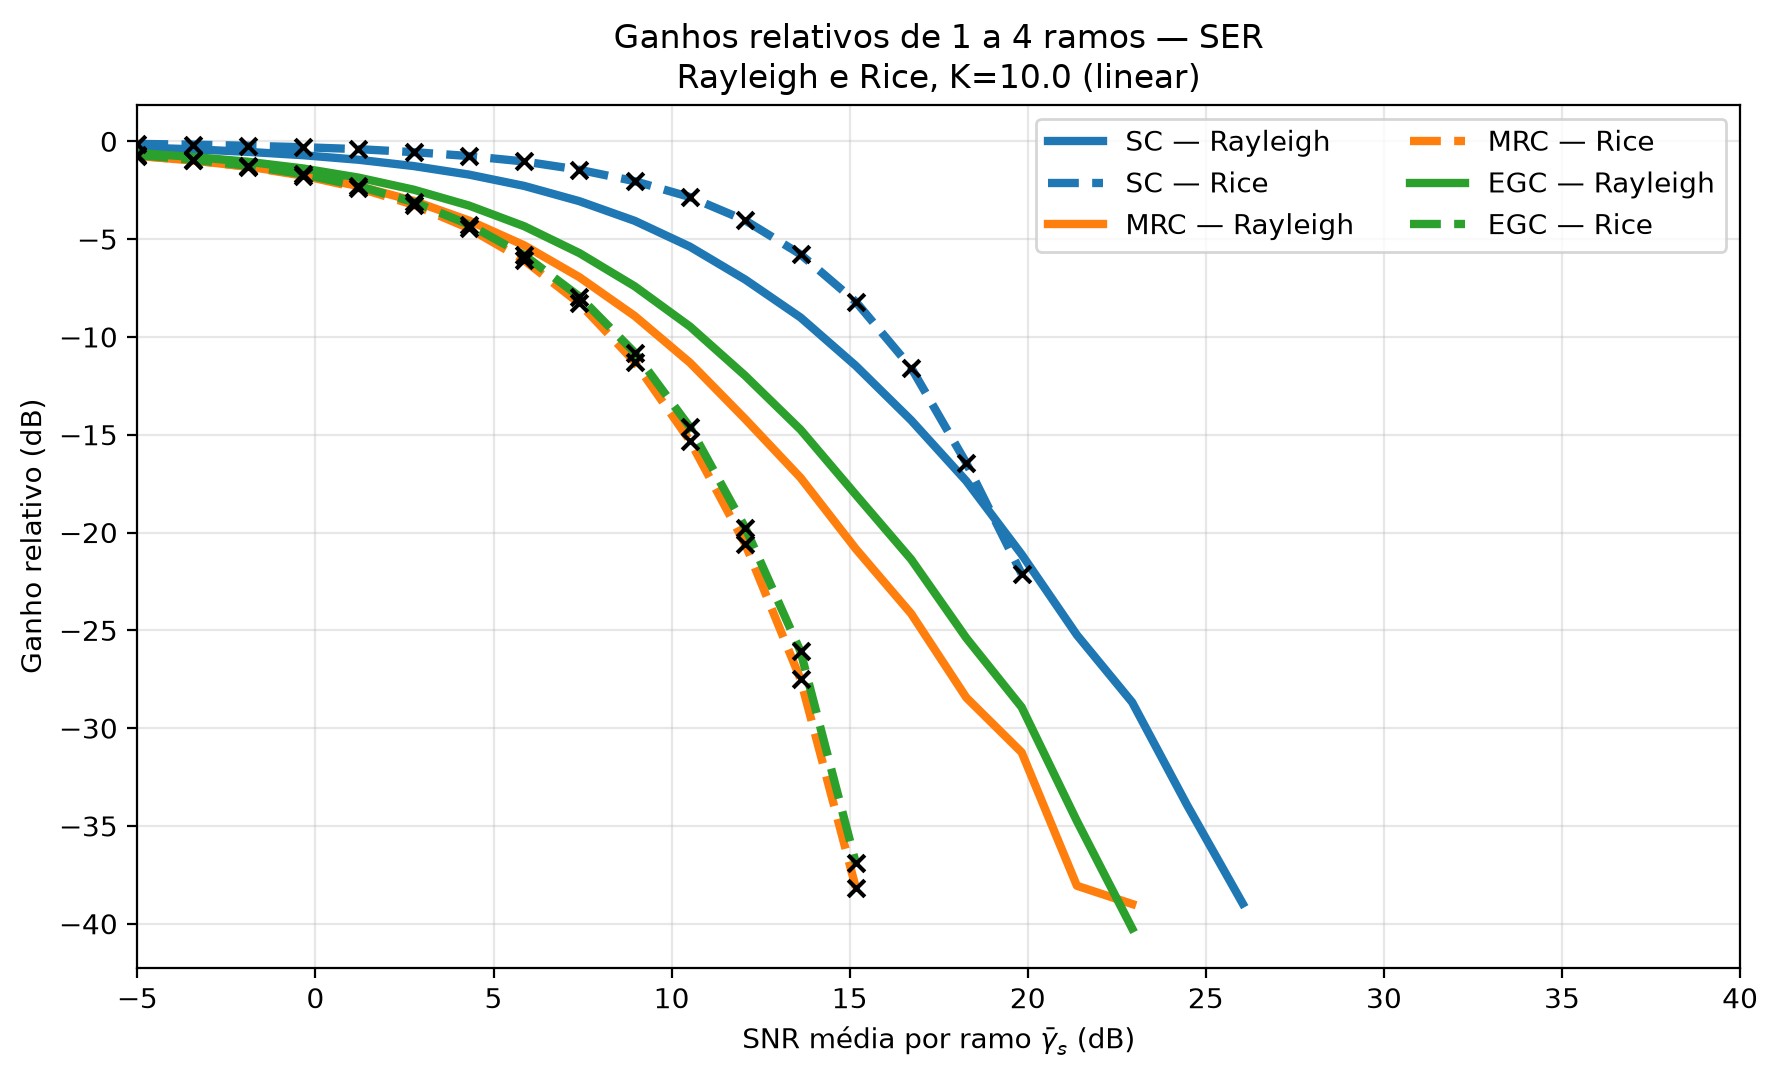 Ganhos relativos de 1 a 4 ramos — SER
Rayleigh e Rice, K=10.0 (linear)
SC — Rayleigh
SC — Rice
MRC — Rayleigh
MRC — Rice
EGC — Rayleigh
EGC — Rice
Ganho relativo (dB)
0
−5
−10
−15
−20
−25
−30
−35
−40
−5 0 5 10 15 20 25 30 35 40
SNR média por ramo γ̄ₛ (dB)